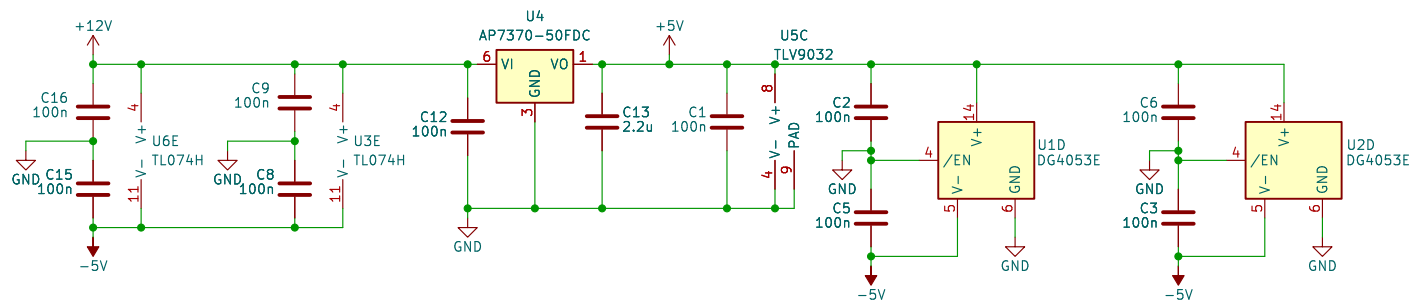 +12V
C16
100n
GND
C15
100n
-5V
4
V+
U6E
TL074H
V-
11
C9
100n
GND
C8
100n
4
V+
U3E
TL074H
V-
11
C12
100n
GND
U4
AP7370-50FDC
6
VI
VO
1
GND
3
C13
2.2u
+5V
C1
100n
U5C
TLV9032
8
V+
V-
PAD
4
9
C2
100n
GND
C5
100n
-5V
14
V+
4
/EN
V-
GND
5
6
U1D
DG4053E
GND
C6
100n
GND
C3
100n
-5V
14
V+
4
/EN
V-
GND
5
6
U2D
DG4053E
GND